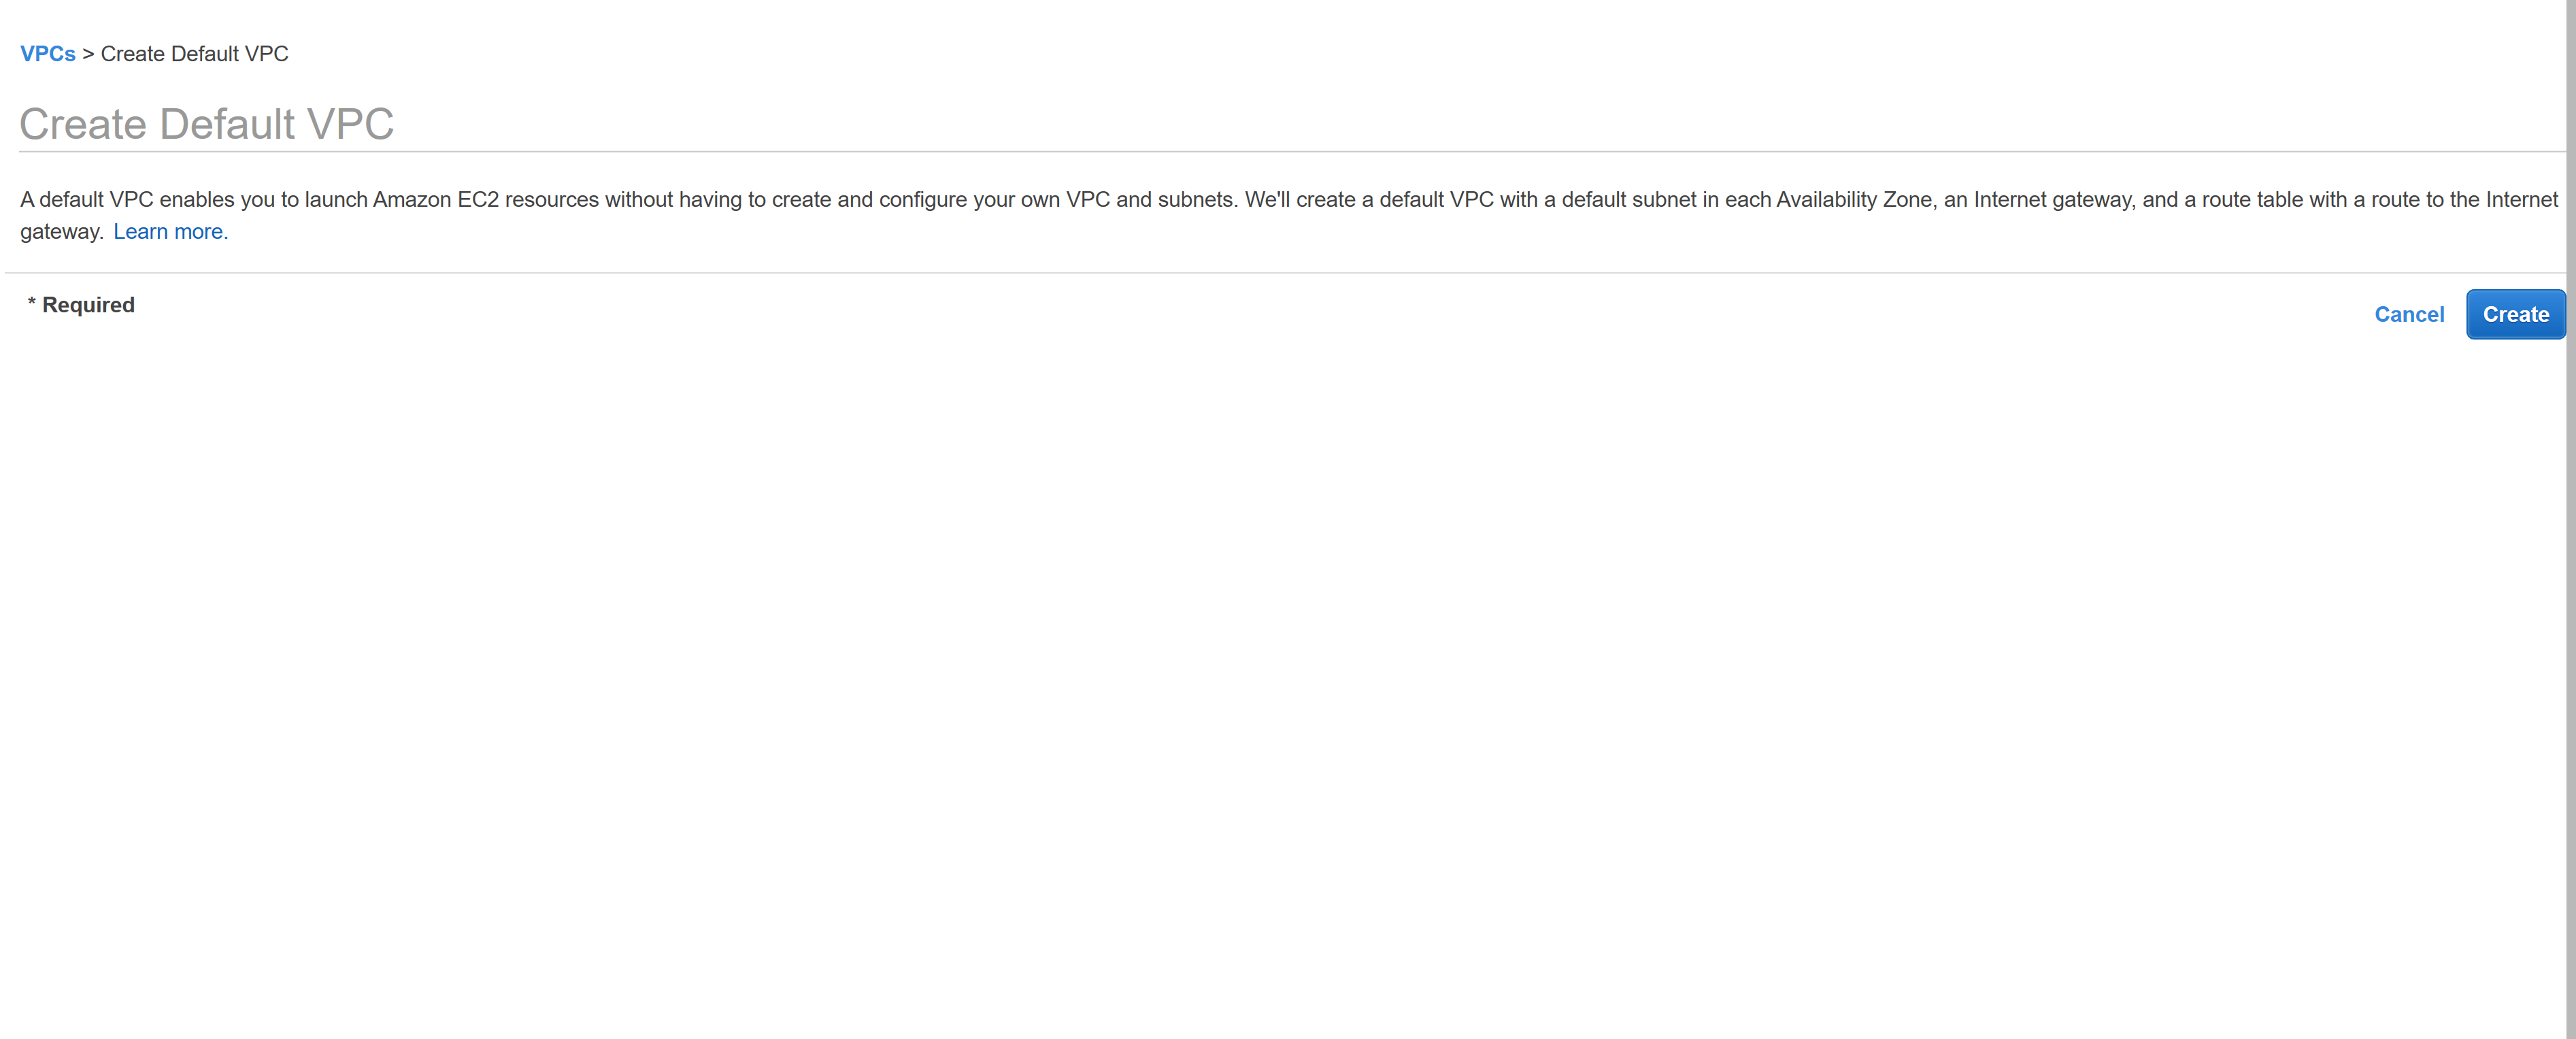 VPCs > Create Default VPC
Create Default VPC
A default VPC enables you to launch Amazon EC2 resources without having to create and configure your own VPC and subnets. We'll create a default VPC with a default subnet in each Availability Zone, an Internet gateway, and a route table with a route to the Internet
gateway. Learn more.
* Required
Cancel Create